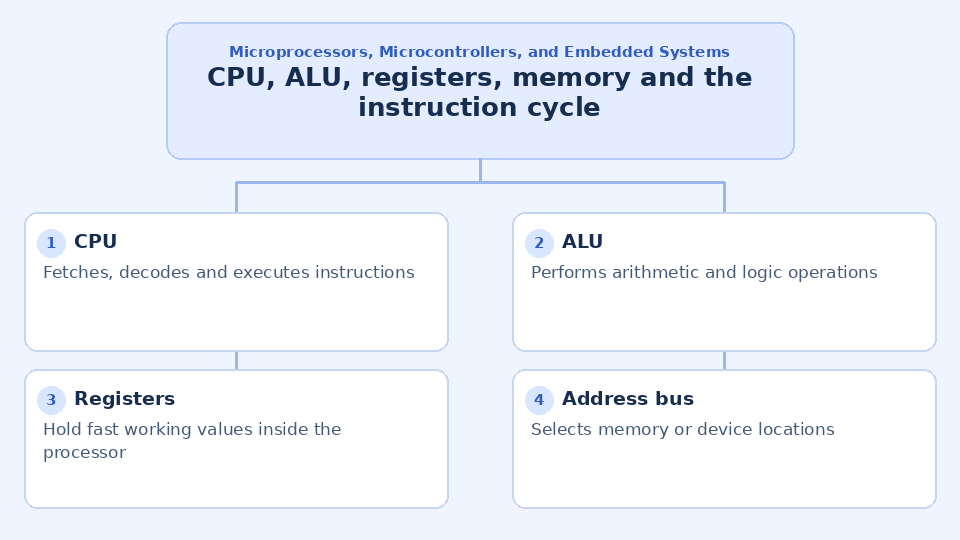 Microprocessors, Microcontrollers, and Embedded Systems
CPU, ALU, registers, memory and the
instruction cycle
1 CPU
Fetches, decodes and executes instructions
2 ALU
Performs arithmetic and logic operations
3 Registers
Hold fast working values inside the
processor
4 Address bus
Selects memory or device locations